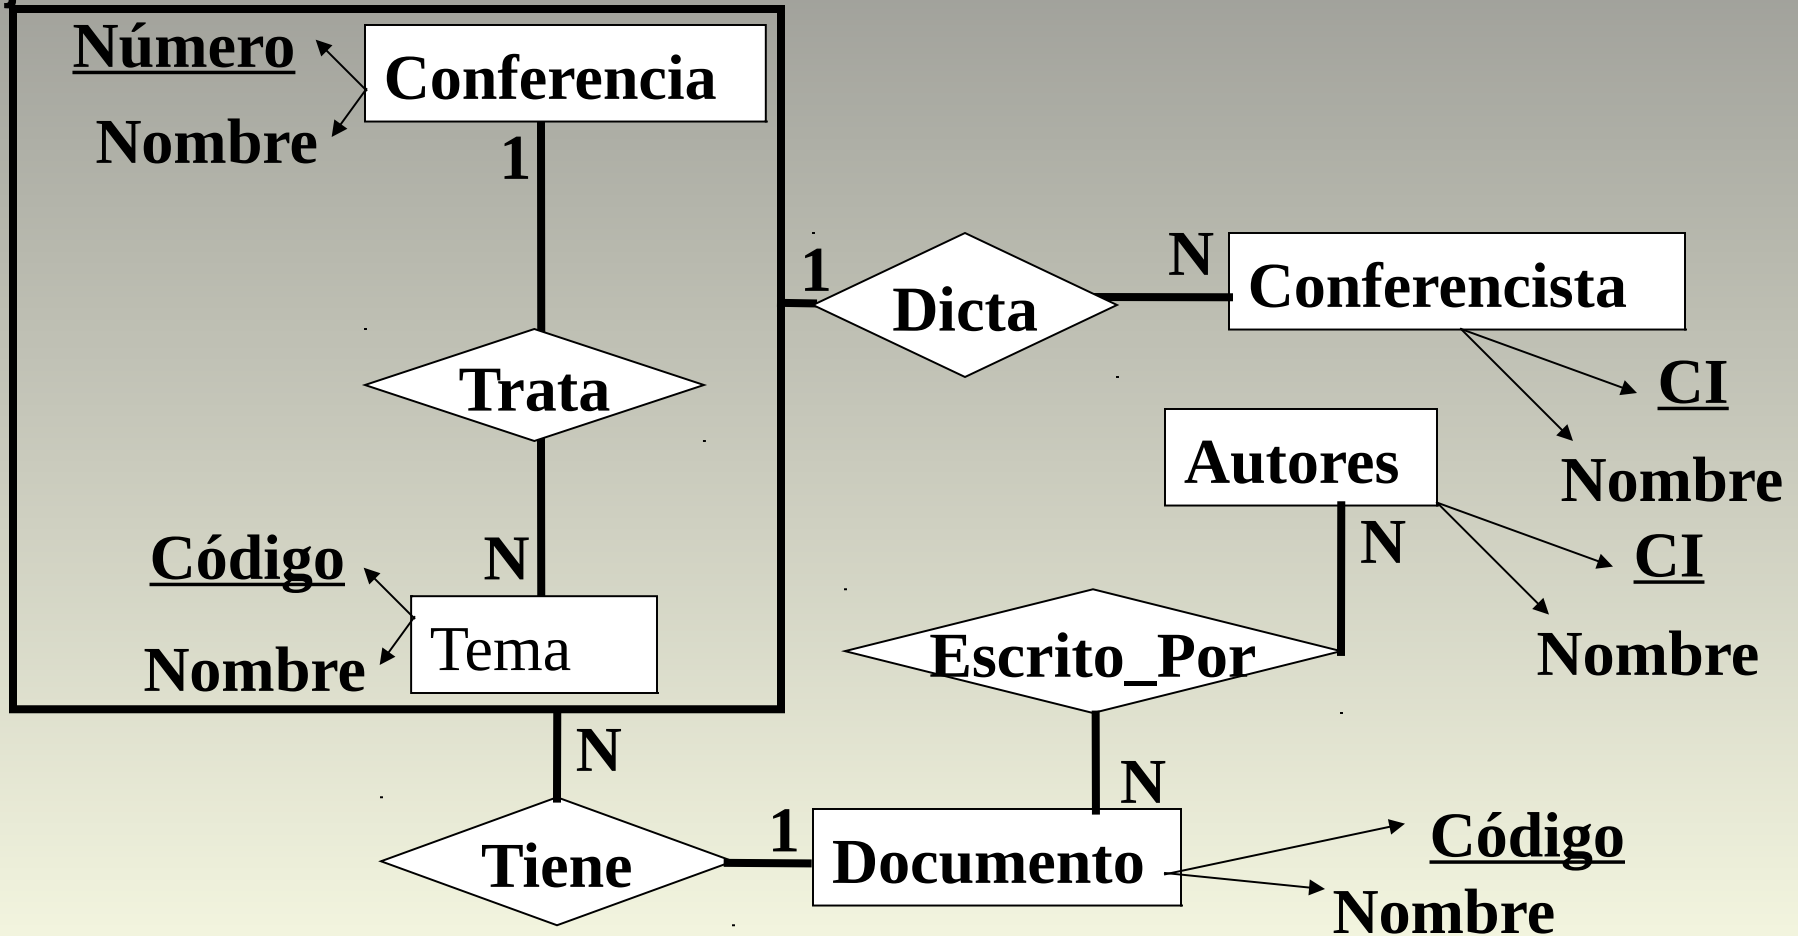 Número
Conferencia
Nombre
1
1
N
Dicta
Conferencista
Trata
CI
Autores
Nombre
N
Código
N
CI
Tema
Nombre
Escrito_Por
Nombre
N
N
Tiene
1
Documento
Código
Nombre